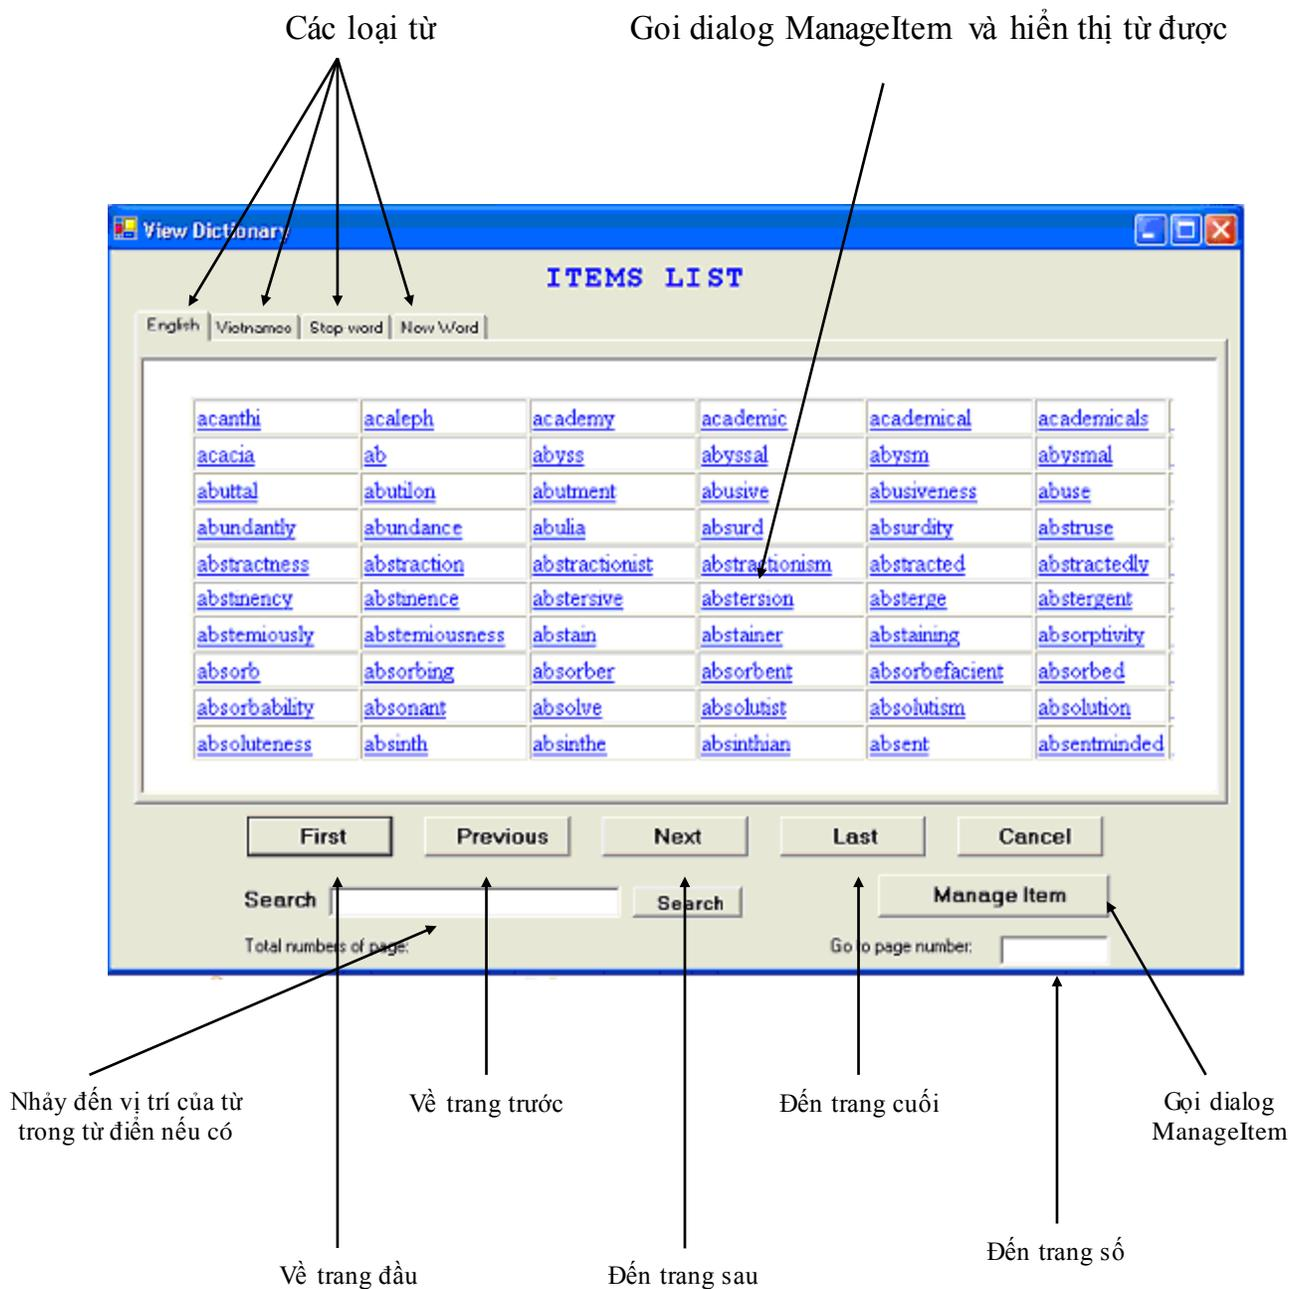 Các loại từ
Goi dialog ManageItem và hiển thị từ được
View Dictionary
ITEMS LIST
English Vietnamese Stop word New Word
acanthi acaleph academy academic academical academicals
acacia ab abyss abyssal abysm abysmal
abuttal abutilon abutment abusive abusiveness abuse
abundantly abundance abulia absurd absurdity abstruse
abstractness abstraction abstractionist abstractionism abstracted abstractedly
abstinency abstinence abstersive abstersion absterge abstergent
abstemiously abstemiousness abstain abstainer abstaining absorptivity
absorb absorbing absorber absorbent absorbefacient absorbed
absorbability absonant absolve absolutist absolutism absolution
absoluteness absinth absinthe absinthian absent absentminded
First Previous Next Last Cancel
Search Search Manage Item
Total numbers of page: Go to page number:
Nhảy đến vị trí của từ
trong từ điển nếu có
Về trang trước
Đến trang cuối
Gọi dialog
ManageItem
Đến trang số
Về trang đầu
Đến trang sau